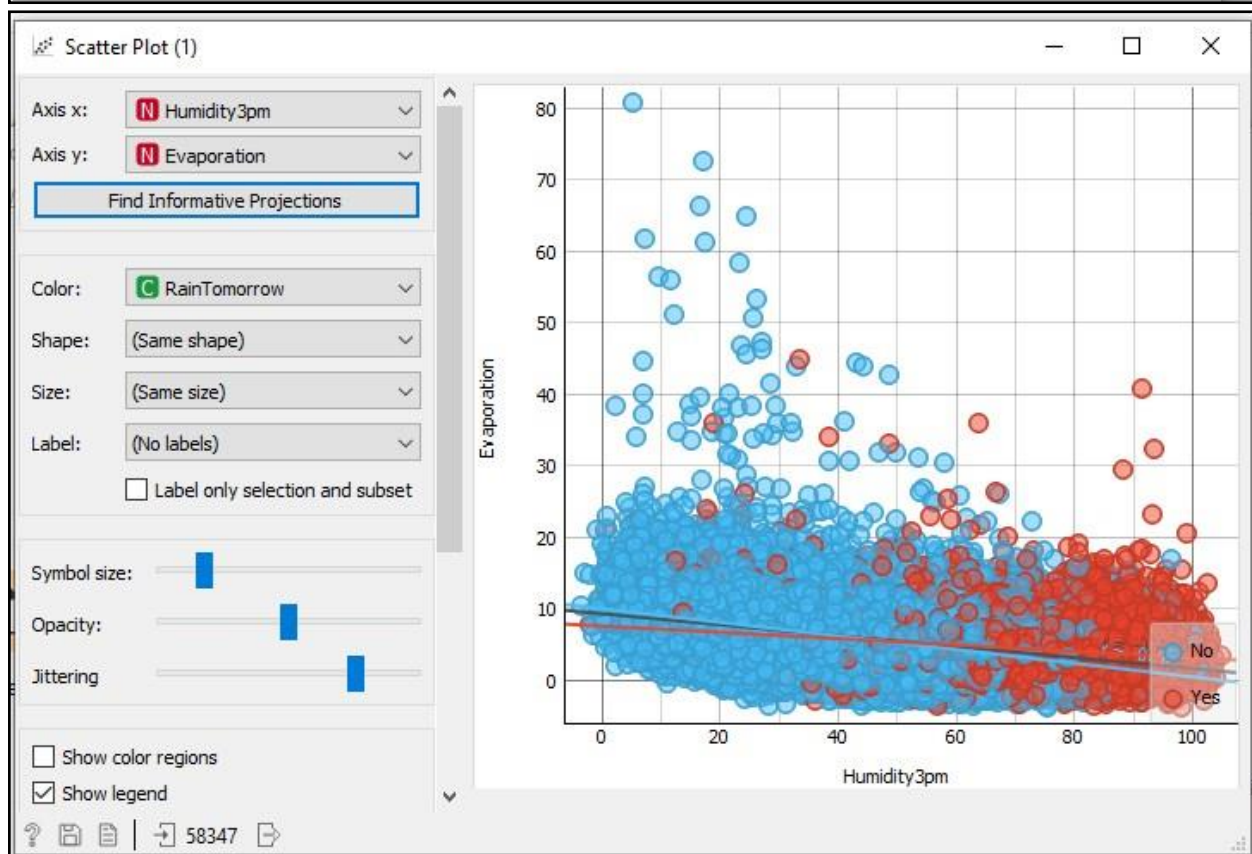 Scatter Plot (1)
Axis x: N Humidity3pm
Axis y: N Evaporation
Find Informative Projections
Color: C RainTomorrow
Shape: (Same shape)
Size: (Same size)
Label: (No labels)
Label only selection and subset
Symbol size:
Opacity:
Jittering
Show color regions
Show legend
? 58347
80
70
60
50
40
30
20
10
0
Evaporation
0 20 40 60 80 100
Humidity3pm
No
Yes